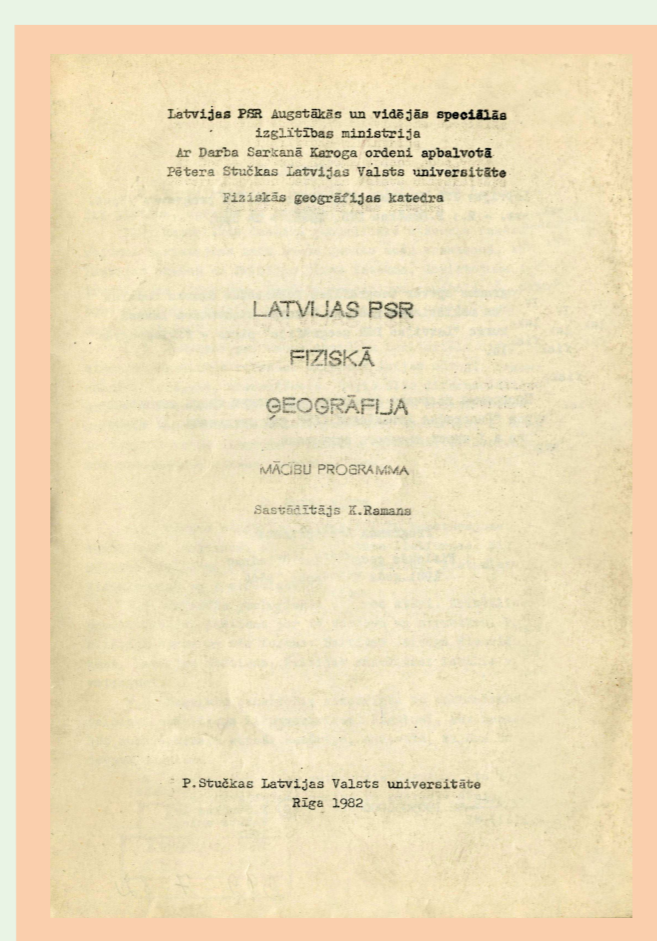 Latvijas PSR Augstākās un vidējās speciālās
izglītības ministrija
Ar Darba Sarkanā Karoga ordeni apbalvotā
Pētera Stučkas Latvijas Valsts universitāte
Fiziskās ģeogrāfijas katedra
LATVIJAS PSR
FIZISKĀ
ĢEOGRĀFIJA
MĀCĪBU PROGRAMMA
Sastādītājs K.Ramans
P.Stučkas Latvijas Valsts universitāte
Rīga 1982